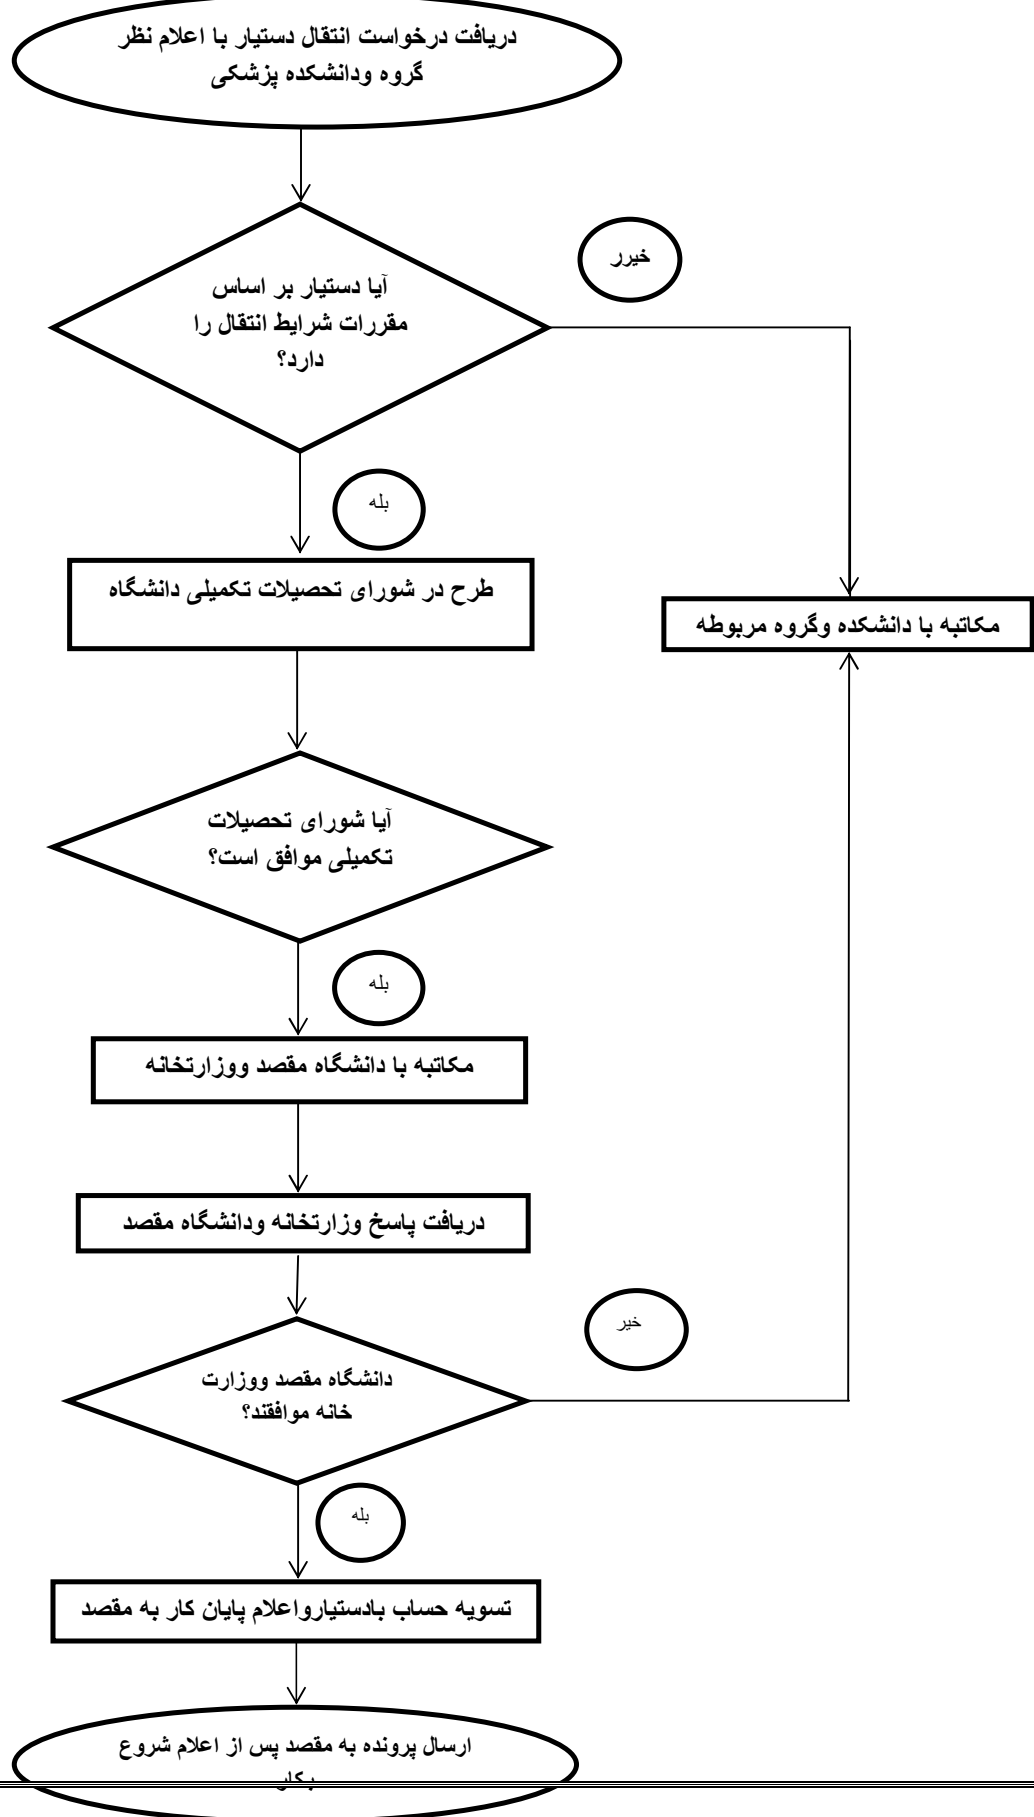 دریافت درخواست انتقال دستیار با اعلام نظر
گروه ودانشکده پزشکی
خیرر
آیا دستیار بر اساس
مقررات شرایط انتقال را
دارد؟
بله
طرح در شورای تحصیلات تکمیلی دانشگاه
مکاتبه با دانشکده وگروه مربوطه
آیا شورای تحصیلات
تکمیلی موافق است؟
بله
مکاتبه با دانشگاه مقصد ووزارتخانه
دریافت پاسخ وزارتخانه ودانشگاه مقصد
خیر
دانشگاه مقصد ووزارت
خانه موافقند؟
بله
تسویه حساب بادستیارواعلام پایان کار به مقصد
ارسال پرونده به مقصد پس از اعلام شروع
بکار